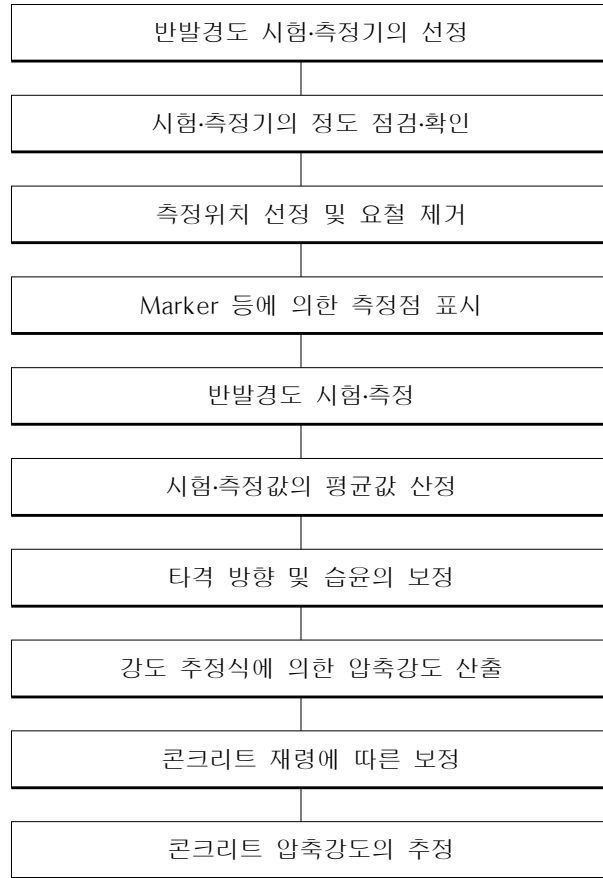 반발경도 시험·측정기의 선정
시험·측정기의 정도 점검·확인
측정위치 선정 및 요철 제거
Marker 등에 의한 측정점 표시
반발경도 시험·측정
시험·측정값의 평균값 산정
타격 방향 및 습윤의 보정
강도 추정식에 의한 압축강도 산출
콘크리트 재령에 따른 보정
콘크리트 압축강도의 추정